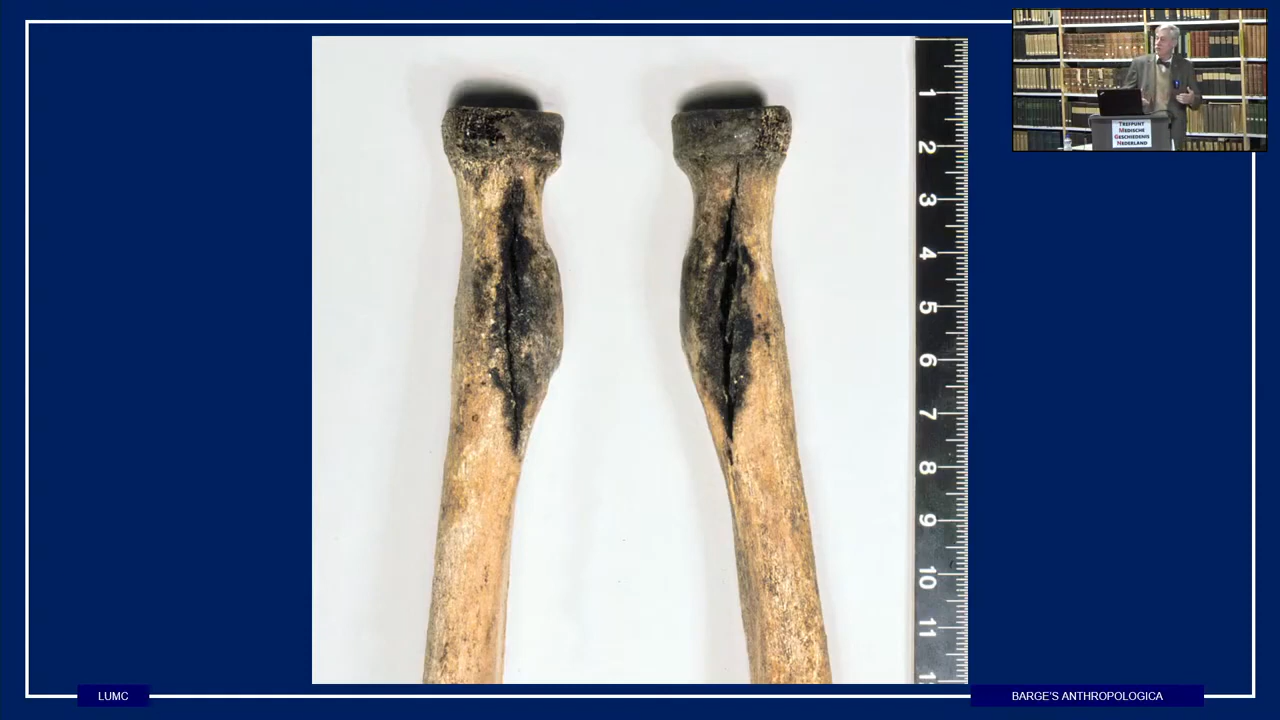 TREFPUNT
MEDISCHE
GESCHIEDENIS
NEDERLAND
1
2
3
4
5
6
7
8
9
10
11
LUMC
BARGE'S ANTHROPOLOGICA